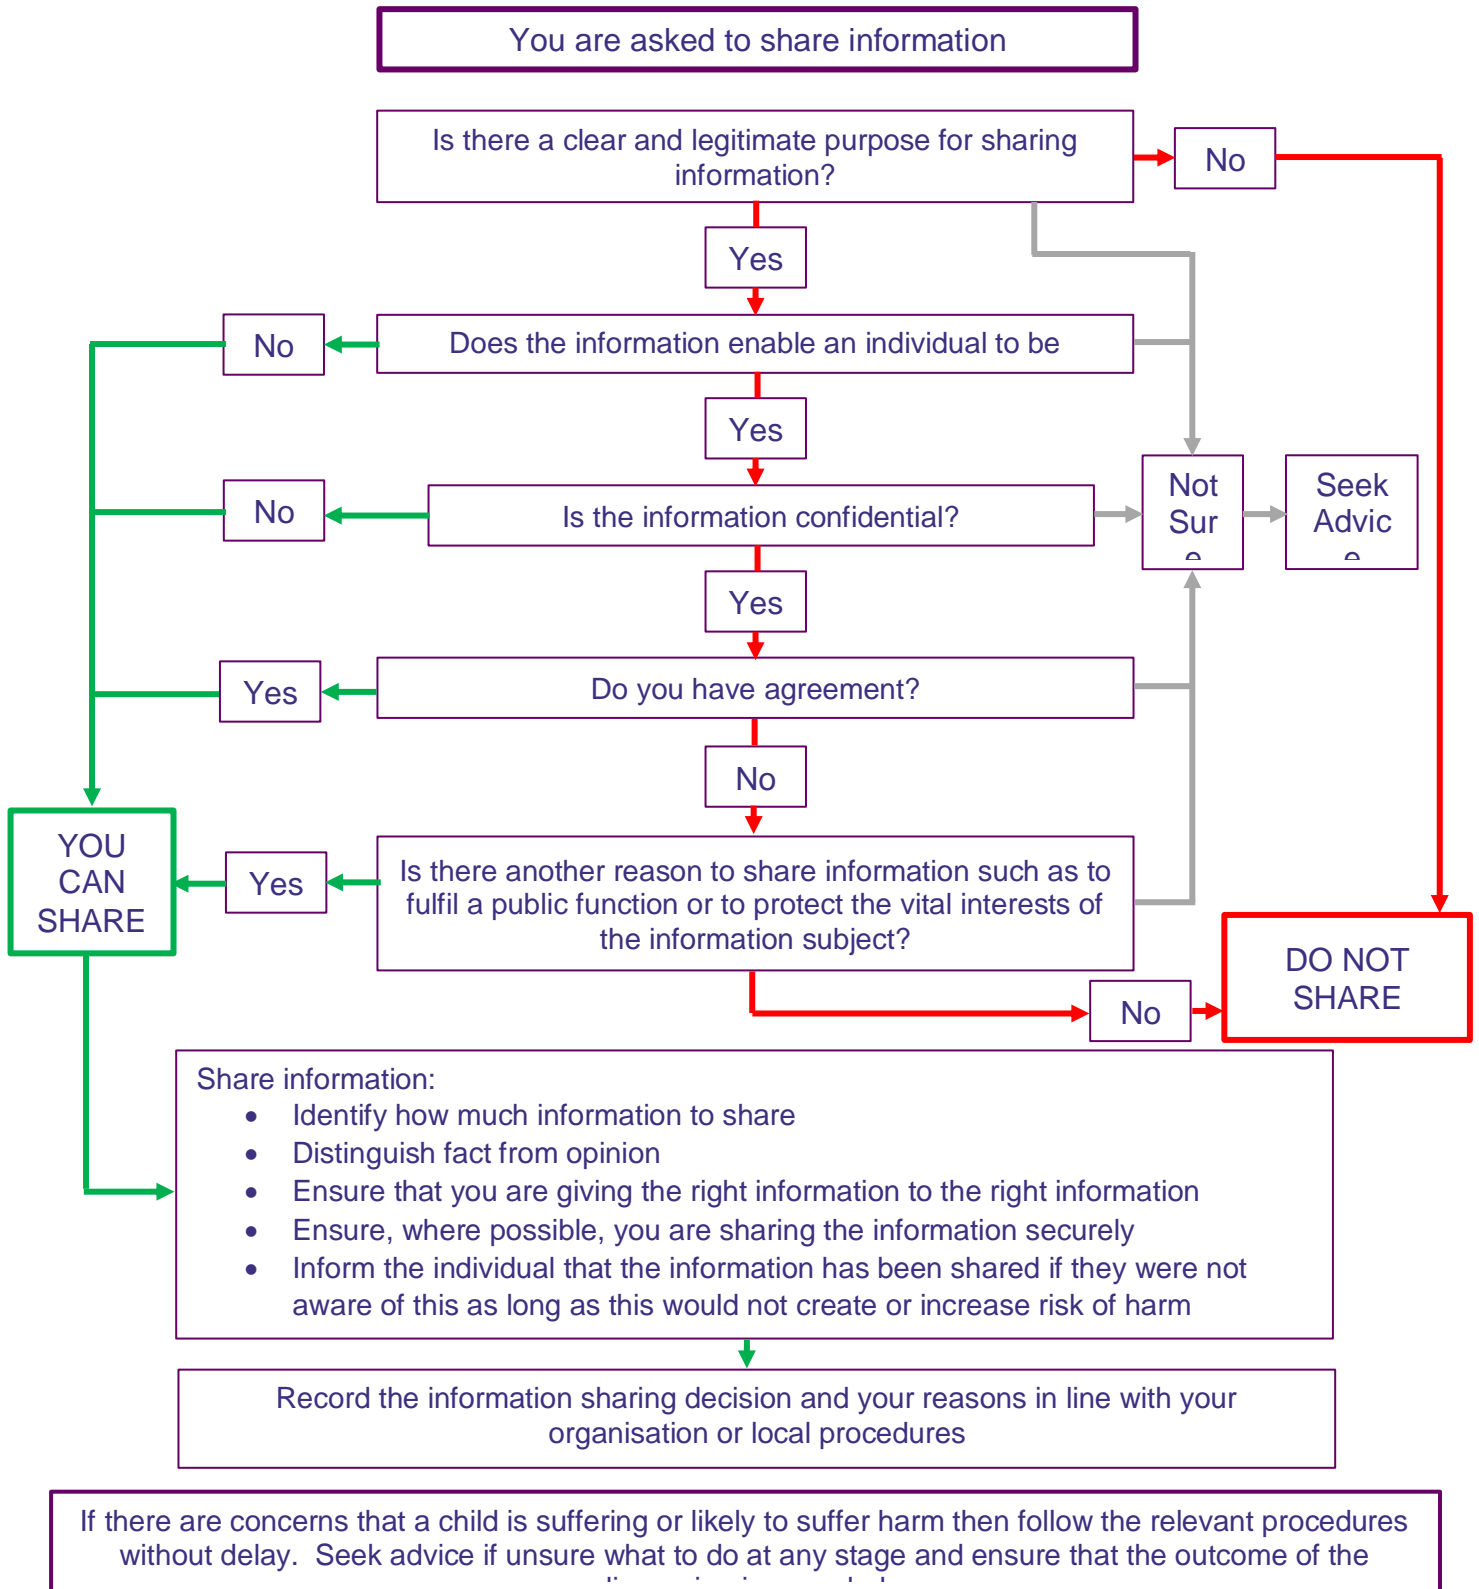 You are asked to share information
Is there a clear and legitimate purpose for sharing
information?
No
Yes
No
Does the information enable an individual to be
Yes
No
Is the information confidential?
Not
Sur
e
Seek
Advic
e
Yes
Yes
Do you have agreement?
No
YOU
CAN
SHARE
Yes
Is there another reason to share information such as to
fulfil a public function or to protect the vital interests of
the information subject?
DO NOT
SHARE
No
Share information:
• Identify how much information to share
• Distinguish fact from opinion
• Ensure that you are giving the right information to the right information
• Ensure, where possible, you are sharing the information securely
• Inform the individual that the information has been shared if they were not
aware of this as long as this would not create or increase risk of harm
Record the information sharing decision and your reasons in line with your
organisation or local procedures
If there are concerns that a child is suffering or likely to suffer harm then follow the relevant procedures
without delay.  Seek advice if unsure what to do at any stage and ensure that the outcome of the